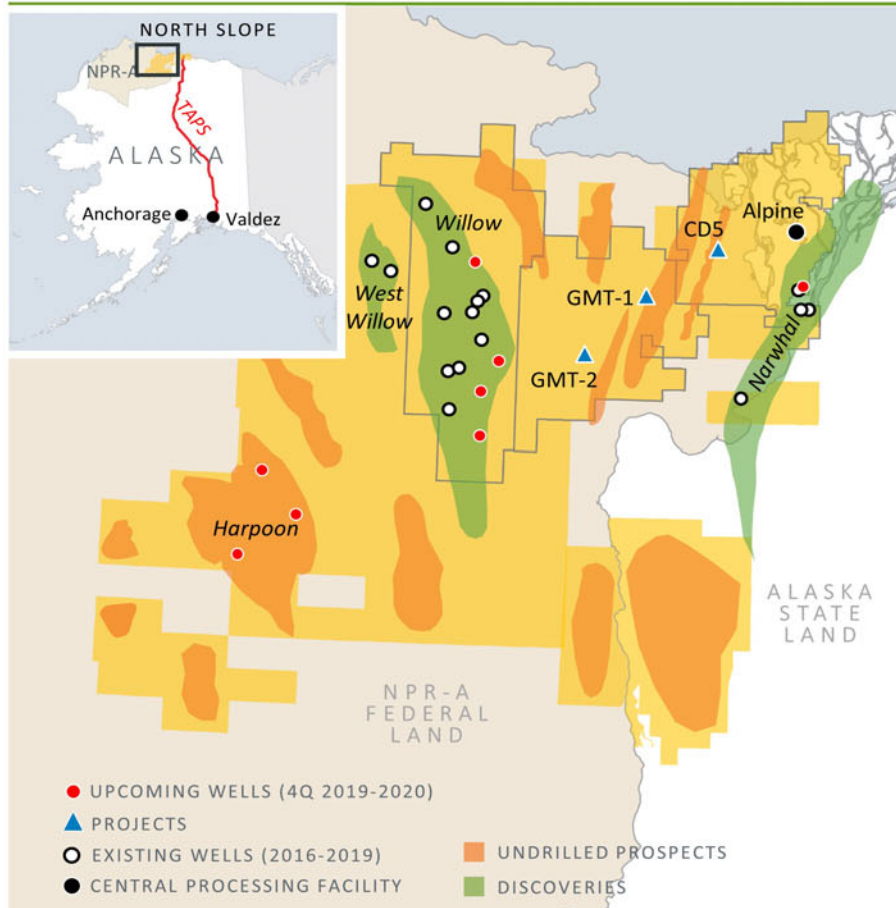 NORTH SLOPE
NPR-A
TAPS
ALASKA
Anchorage
Valdez
Willow
West
Willow
CD5
Alpine
GMT-1
GMT-2
Narwhal
Harpoon
ALASKA
STATE
LAND
NPR-A
FEDERAL
LAND
UPCOMING WELLS (4Q 2019-2020)
PROJECTS
EXISTING WELLS (2016-2019)
CENTRAL PROCESSING FACILITY
UNDRILLED PROSPECTS
DISCOVERIES